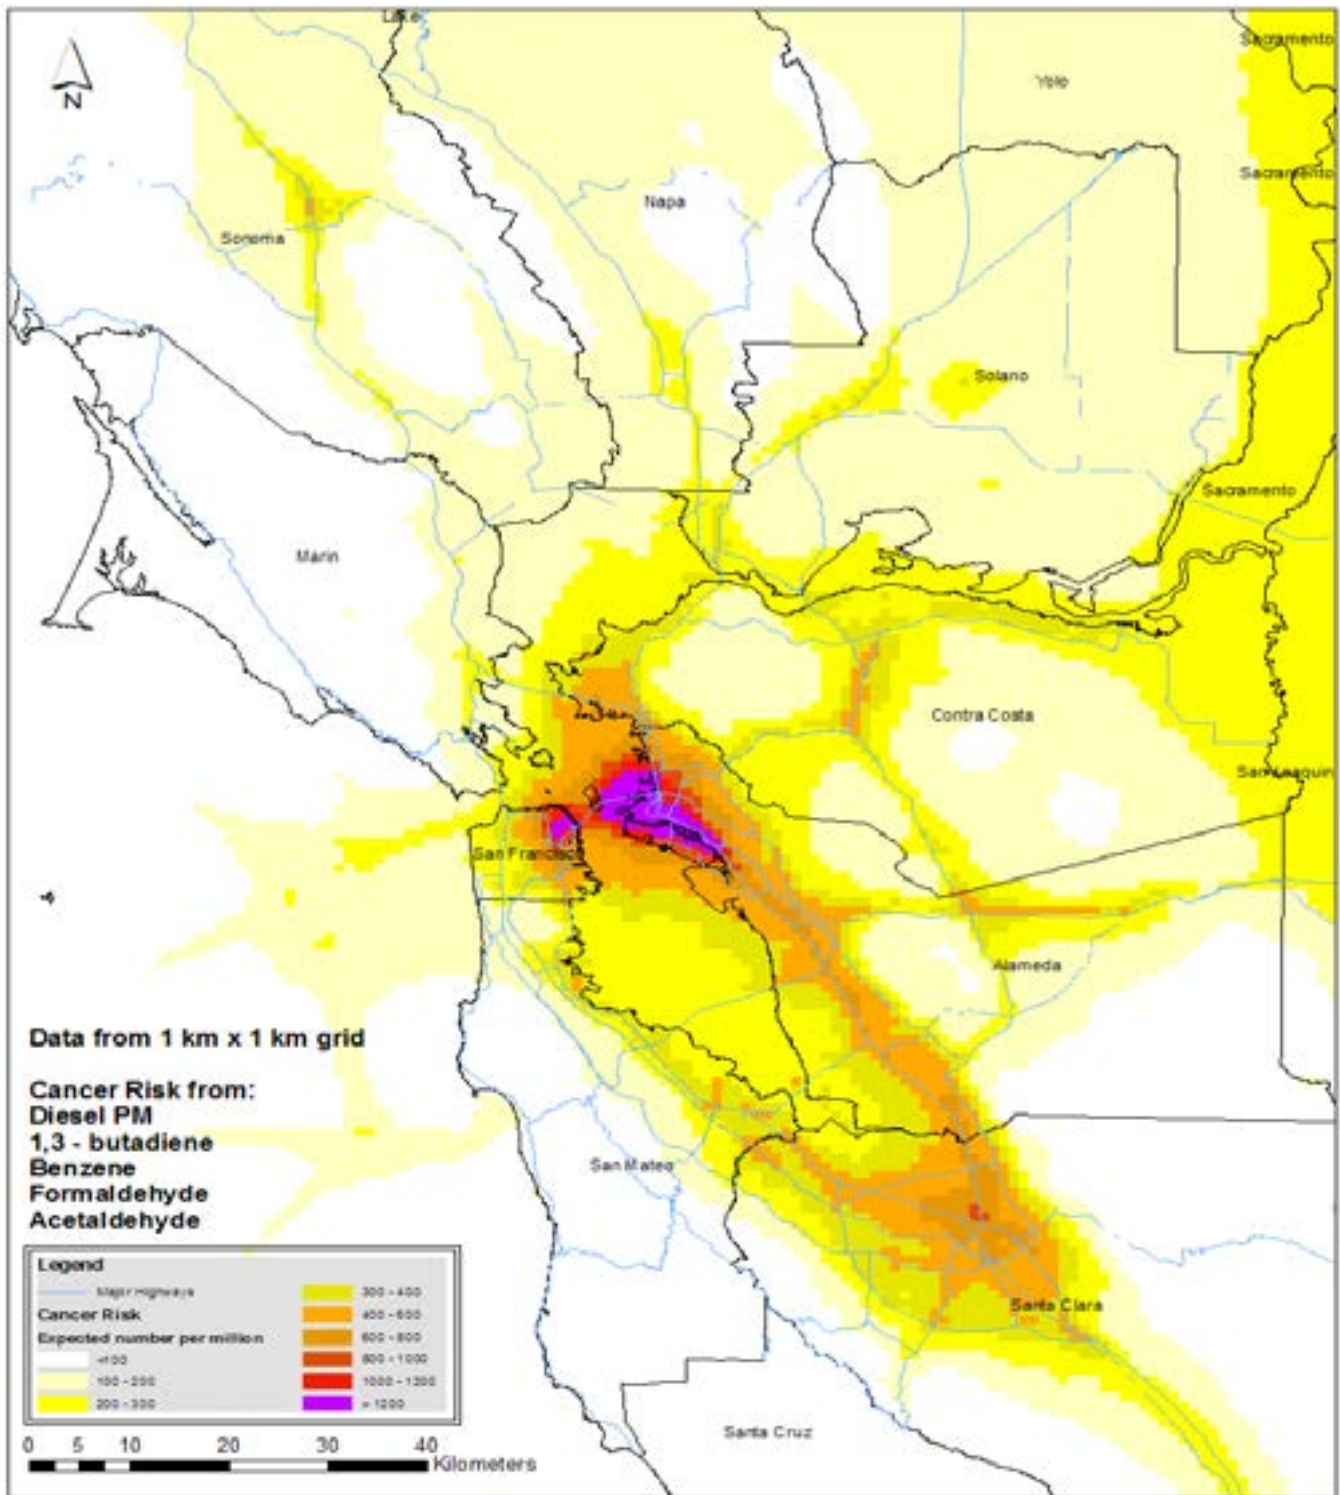 Lake
Sacramento
Yolo
N
Sacramento
Napa
Sonoma
Solano
Sacramento
Marin
Contra Costa
San Joaquin
San Francisco
Alameda
Data from 1 km x 1 km grid
Cancer Risk from:
Diesel PM
1,3 - butadiene
Benzene
Formaldehyde
Acetaldehyde
San Mateo
Santa Clara
Santa Cruz
Legend
Major Highways
Cancer Risk
Expected number per million
<100
100 - 200
200 - 300
300 - 400
400 - 600
600 - 800
800 - 1000
1000 - 1200
> 1200
0 5 10 20 30 40
Kilometers